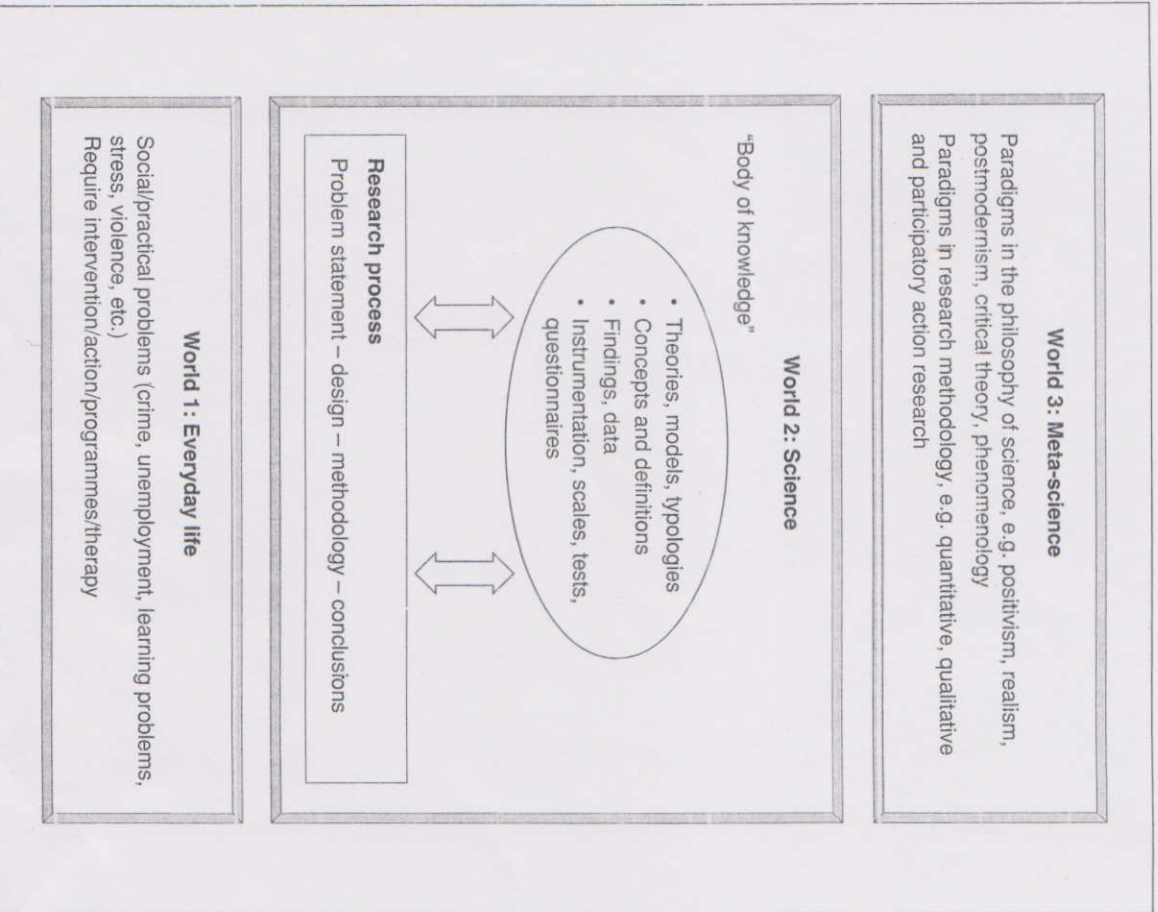 World 3: Meta-science
Paradigms in the philosophy of science, e.g. positivism, realism,
postmodernism, critical theory, phenomenology
Paradigms in research methodology, e.g. quantitative, qualitative
and participatory action research
World 2: Science
“Body of knowledge”
• Theories, models, typologies
• Concepts and definitions
• Findings, data
• Instrumentation, scales, tests,
questionnaires
Research process
Problem statement – design – methodology – conclusions
World 1: Everyday life
Social/practical problems (crime, unemployment, learning problems,
stress, violence, etc.)
Require intervention/action/programmes/therapy